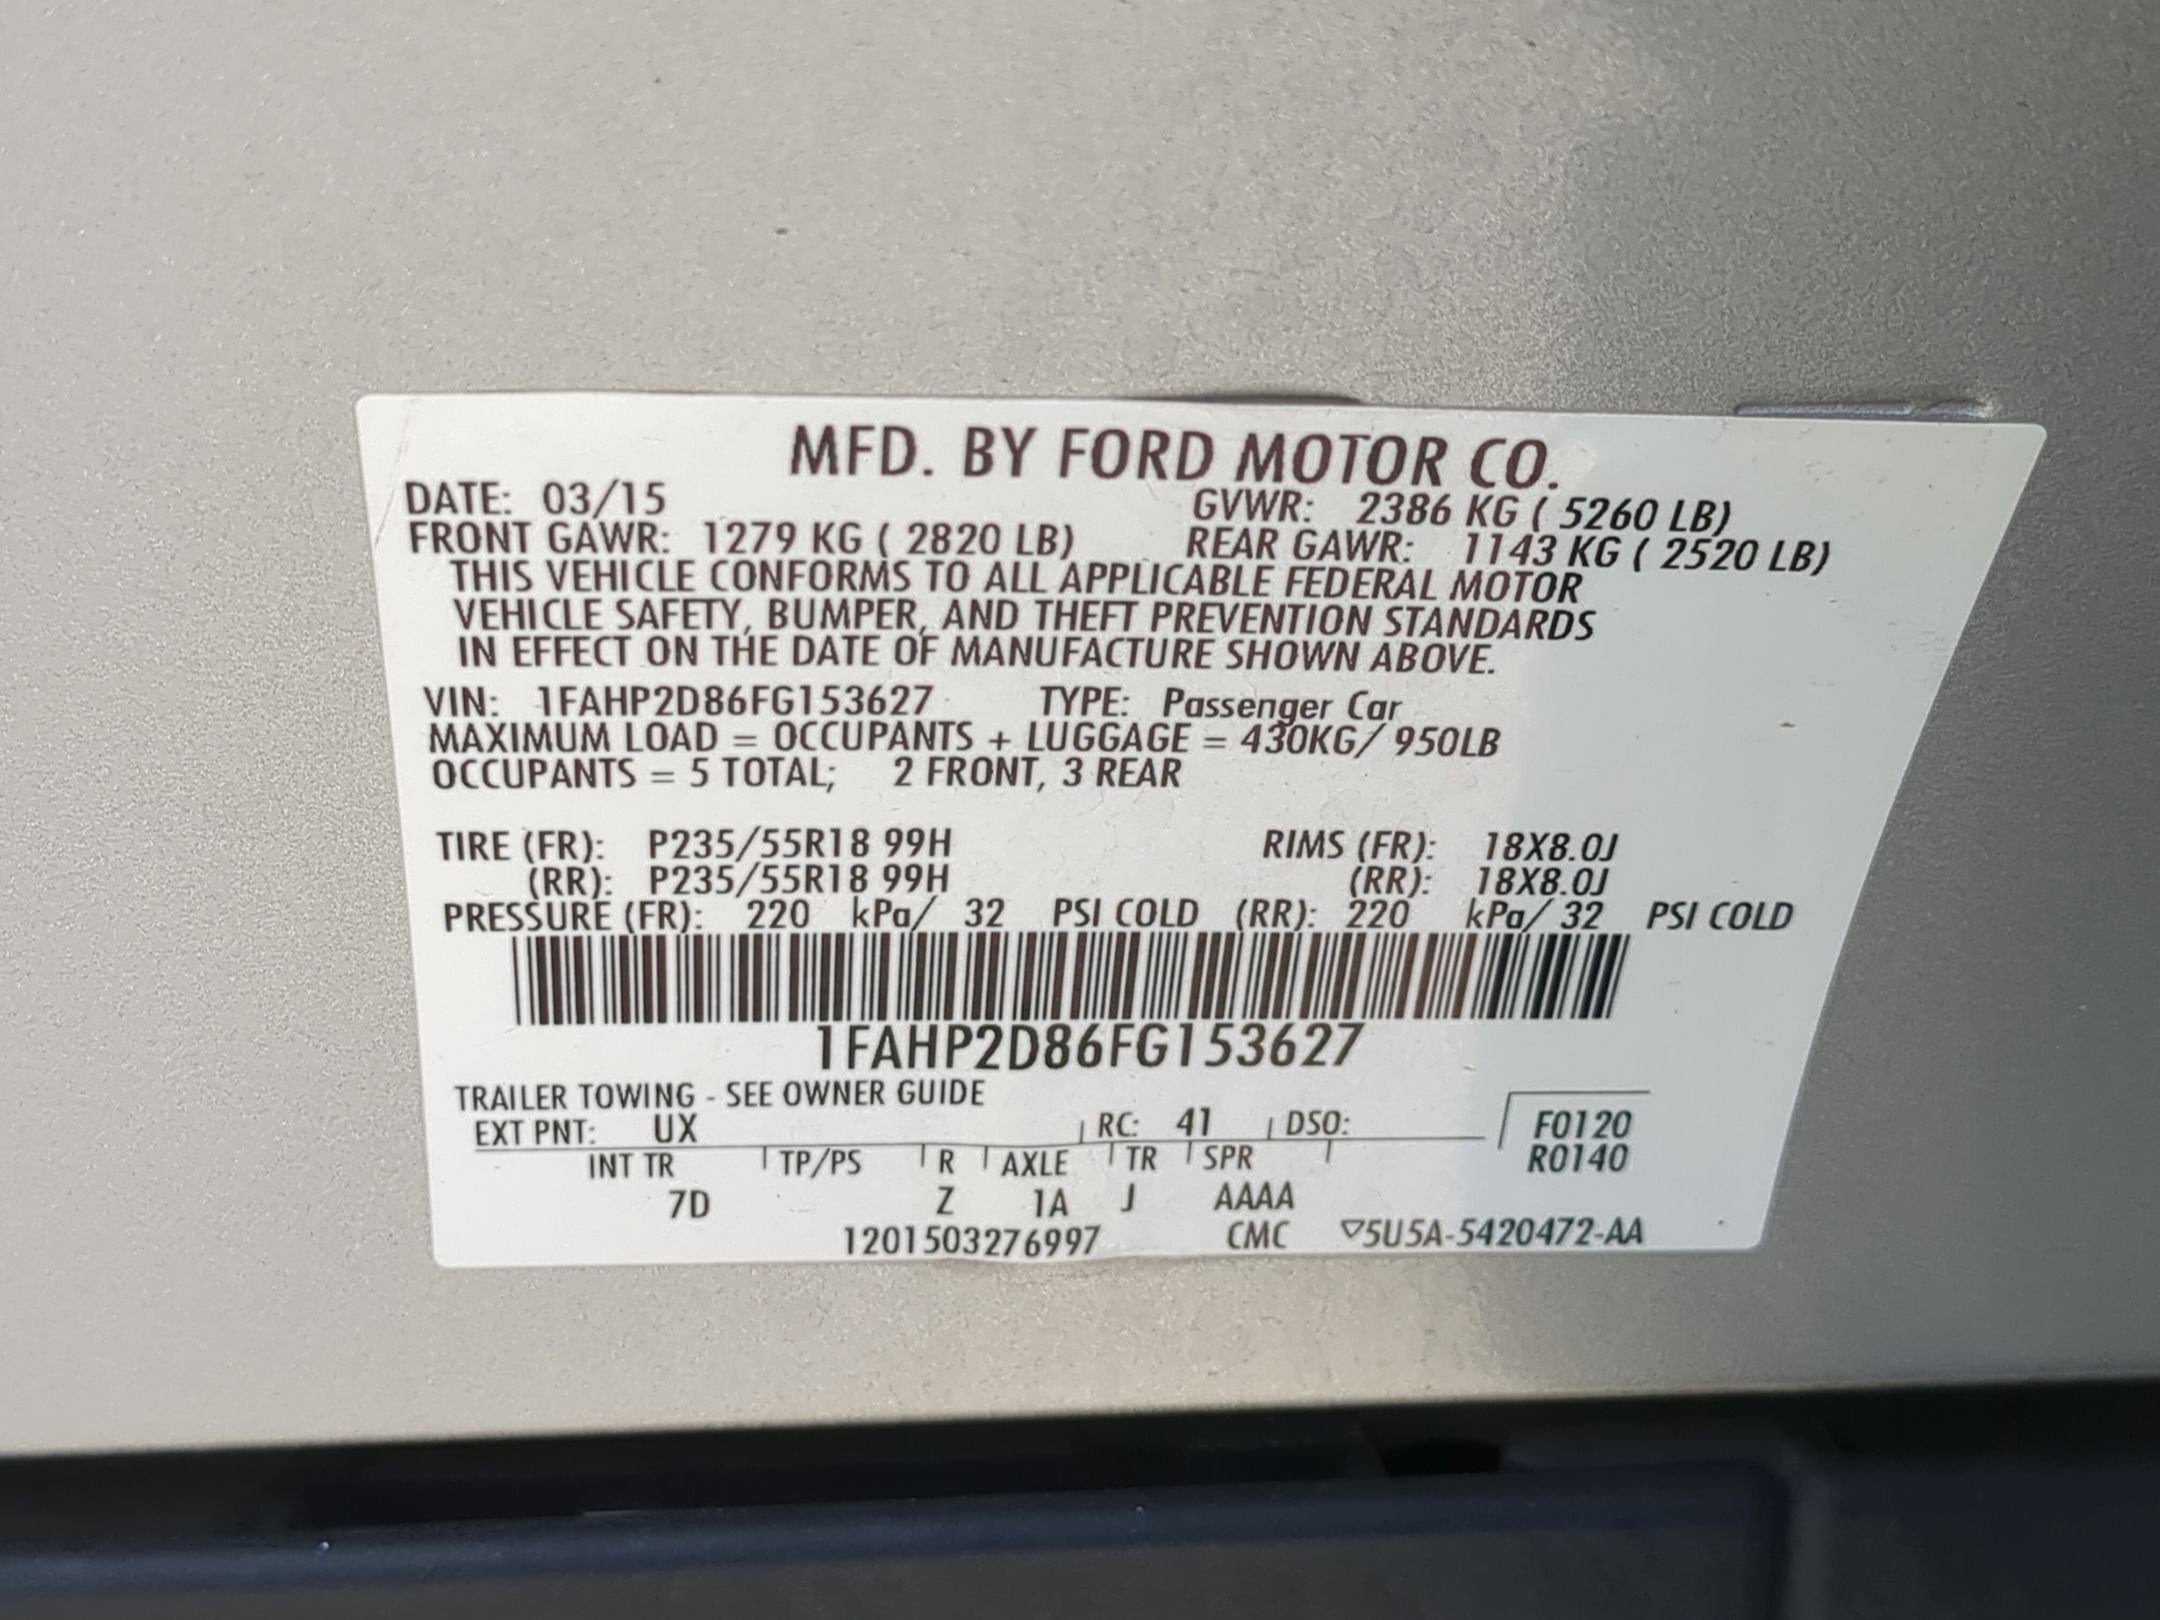 MFD. BY FORD MOTOR CO.
DATE: 03/15 GVWR: 2386 KG ( 5260 LB)
FRONT GAWR: 1279 KG ( 2820 LB) REAR GAWR: 1143 KG ( 2520 LB)
THIS VEHICLE CONFORMS TO ALL APPLICABLE FEDERAL MOTOR
VEHICLE SAFETY, BUMPER, AND THEFT PREVENTION STANDARDS
IN EFFECT ON THE DATE OF MANUFACTURE SHOWN ABOVE.
VIN: 1FAHP2D86FG153627 TYPE: Passenger Car
MAXIMUM LOAD = OCCUPANTS + LUGGAGE = 430KG/ 950LB
OCCUPANTS = 5 TOTAL; 2 FRONT, 3 REAR
TIRE (FR): P235/55R18 99H RIMS (FR): 18X8.0J
(RR): P235/55R18 99H (RR): 18X8.0J
PRESSURE (FR): 220 kPa/ 32 PSI COLD (RR): 220 kPa/ 32 PSI COLD
1FAHP2D86FG153627
TRAILER TOWING - SEE OWNER GUIDE
EXT PNT: UX RC: 41 DSO: F0120
INT TR TP/PS R AXLE TR SPR R0140
7D Z 1A J AAAA
1201503276997 CMC ▽5U5A-5420472-AA